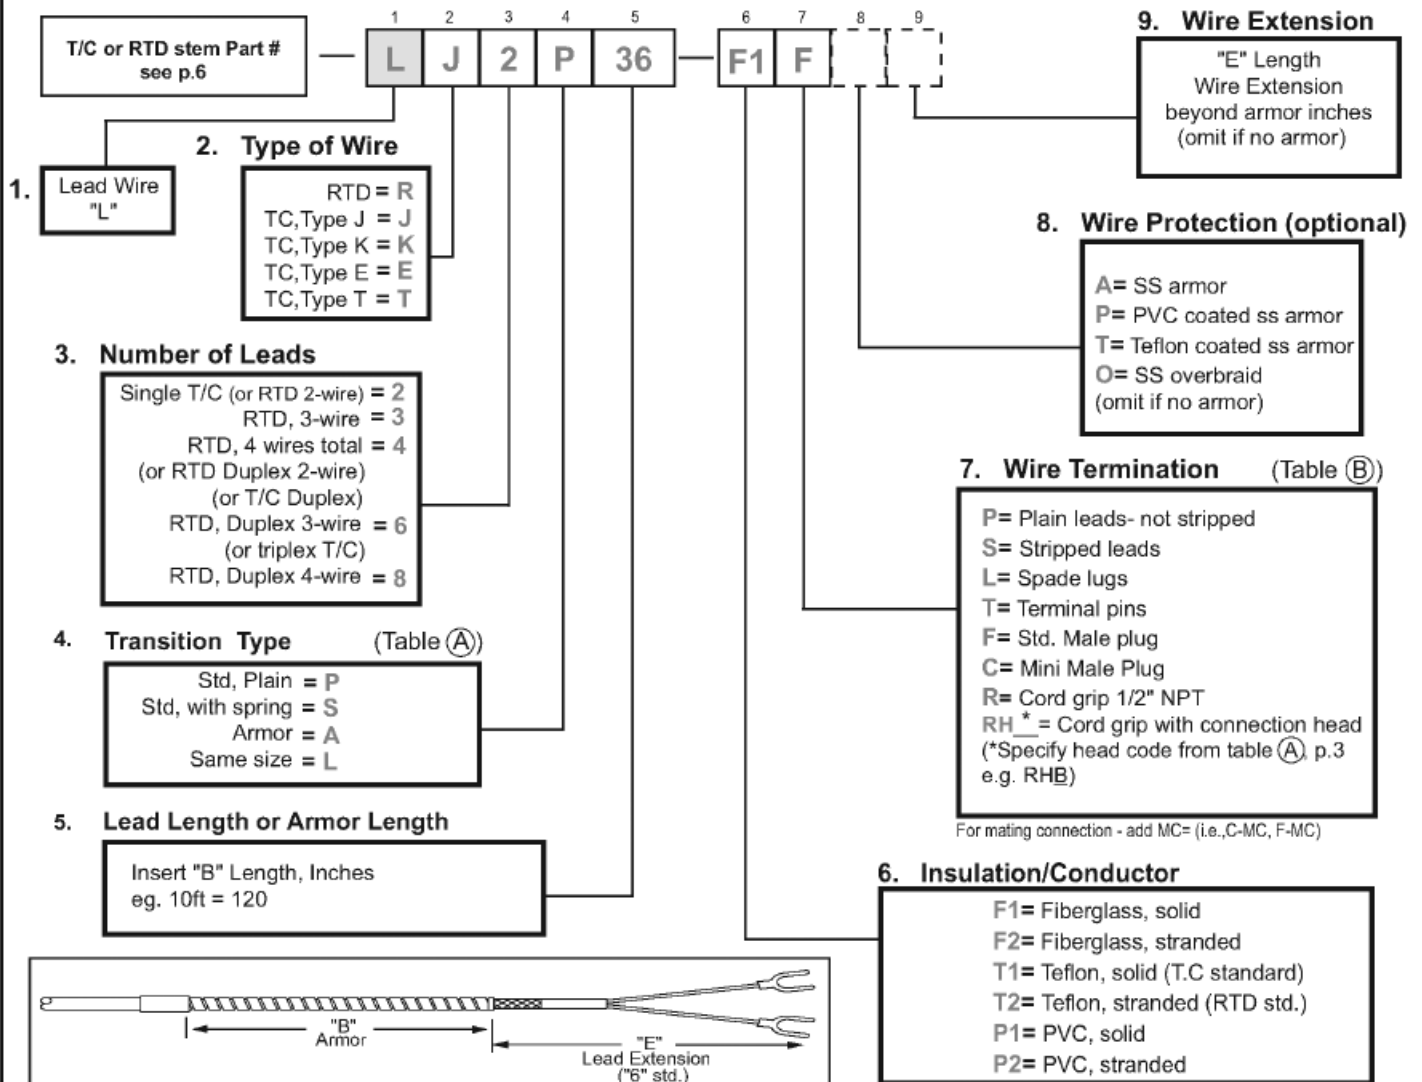 T/C or RTD stem Part #
see p.6
1 2 3 4 5 6 7 8 9
L J 2 P 36 F1 F
1.
Lead Wire
"L"
2. Type of Wire
RTD = R
TC,Type J = J
TC,Type K = K
TC,Type E = E
TC,Type T = T
3. Number of Leads
Single T/C (or RTD 2-wire) = 2
RTD, 3-wire = 3
RTD, 4 wires total = 4
(or RTD Duplex 2-wire)
(or T/C Duplex)
RTD, Duplex 3-wire = 6
(or triplex T/C)
RTD, Duplex 4-wire = 8
4. Transition Type (Table Ⓐ)
Std, Plain = P
Std, with spring = S
Armor = A
Same size = L
5. Lead Length or Armor Length
Insert "B" Length, Inches
eg. 10ft = 120
"B"
Armor
"E"
Lead Extension
("6" std.)
9. Wire Extension
"E" Length
Wire Extension
beyond armor inches
(omit if no armor)
8. Wire Protection (optional)
A= SS armor
P= PVC coated ss armor
T= Teflon coated ss armor
O= SS overbraid
(omit if no armor)
7. Wire Termination (Table Ⓑ)
P= Plain leads- not stripped
S= Stripped leads
L= Spade lugs
T= Terminal pins
F= Std. Male plug
C= Mini Male Plug
R= Cord grip 1/2" NPT
RH__* = Cord grip with connection head
(*Specify head code from table Ⓐ, p.3
e.g. RHB)
For mating connection - add MC= (i.e.,C-MC, F-MC)
6. Insulation/Conductor
F1= Fiberglass, solid
F2= Fiberglass, stranded
T1= Teflon, solid (T.C standard)
T2= Teflon, stranded (RTD std.)
P1= PVC, solid
P2= PVC, stranded